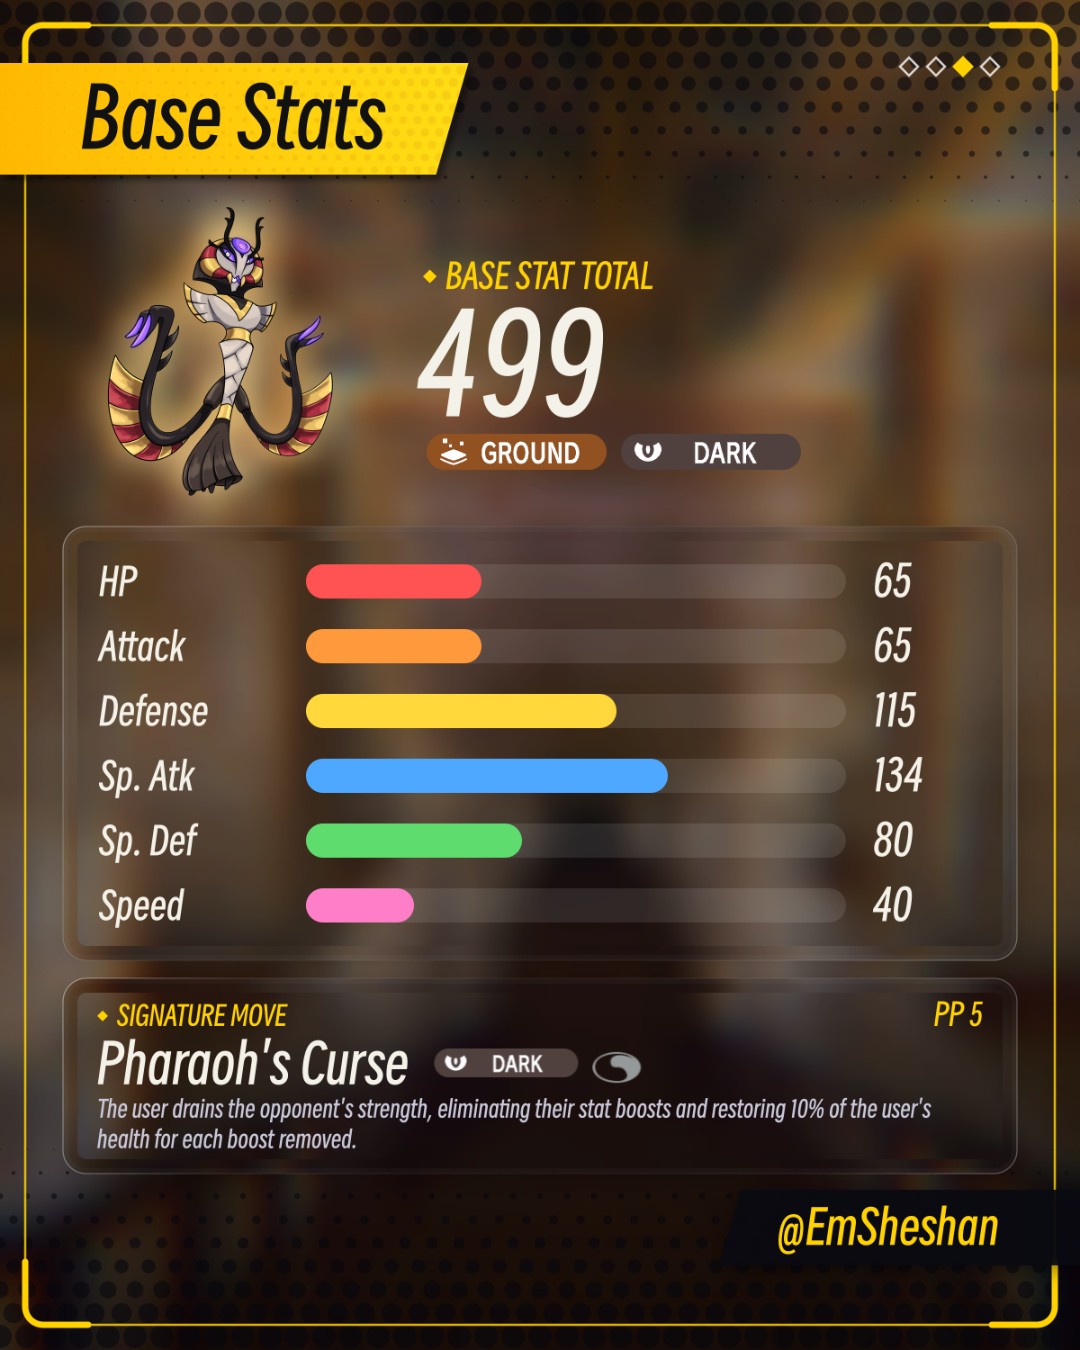 Base Stats
BASE STAT TOTAL
499
GROUND DARK
HP 65
Attack 65
Defense 115
Sp. Atk 134
Sp. Def 80
Speed 40
SIGNATURE MOVE PP 5
Pharaoh's Curse DARK
The user drains the opponent's strength, eliminating their stat boosts and restoring 10% of the user's
health for each boost removed.
@EmSheshan